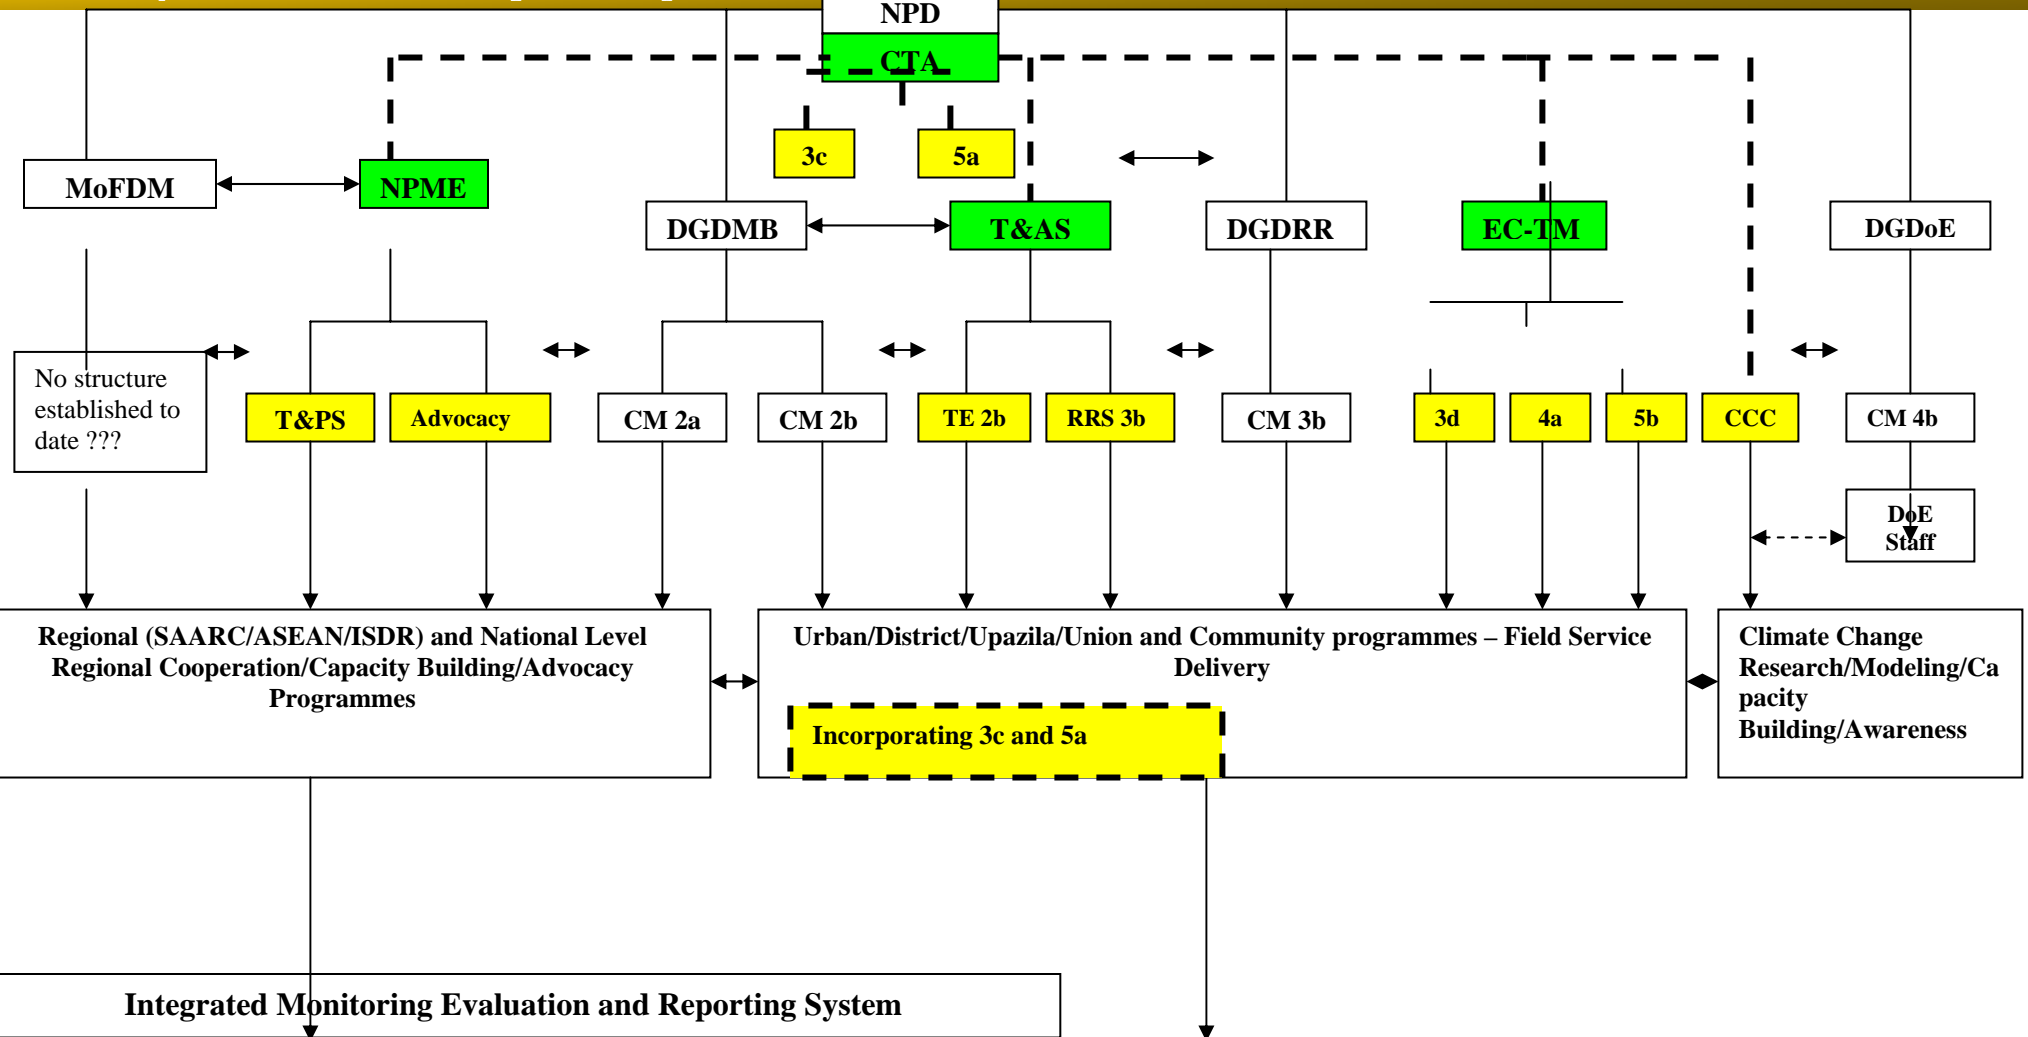 NPD
CTA
3c
5a
MoFDM
NPME
DGDMB
T&AS
DGDRR
EC-TM
DGDoE
No structure
established to
date ???
T&PS
Advocacy
CM 2a
CM 2b
TE 2b
RRS 3b
CM 3b
3d
4a
5b
CCC
CM 4b
DoE
Staff
Regional (SAARC/ASEAN/ISDR) and National Level
Regional Cooperation/Capacity Building/Advocacy
Programmes
Urban/District/Upazila/Union and Community programmes – Field Service
Delivery
Incorporating 3c and 5a
Climate Change
Research/Modeling/Ca
pacity
Building/Awareness
Integrated Monitoring Evaluation and Reporting System